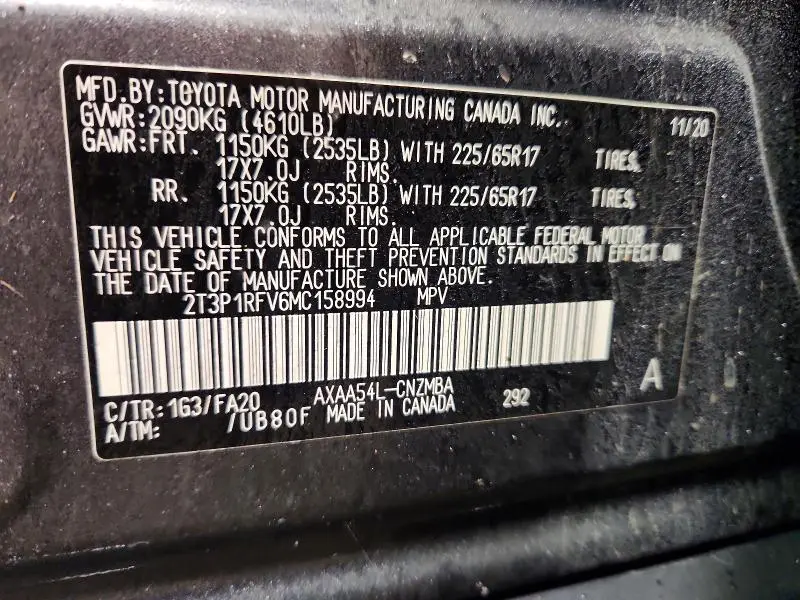 MFD.BY:TOYOTA MOTOR MANUFACTURING CANADA INC. 11/20
GVWR:2090KG (4610LB)
GAWR:FRT. 1150KG (2535LB) WITH 225/65R17 TIRES,
17X7.0J RIMS.
RR. 1150KG (2535LB) WITH 225/65R17 TIRES,
17X7.0J RIMS.
THIS VEHICLE CONFORMS TO ALL APPLICABLE FEDERAL MOTOR
VEHICLE SAFETY AND THEFT PREVENTION STANDARDS IN EFFECT ON
THE DATE OF MANUFACTURE SHOWN ABOVE.
2T3P1RFV6MC158994 MPV
C/TR:1G3/FA20 AXAA54L-CNZMBA 292 A
A/TM: /UB80F MADE IN CANADA